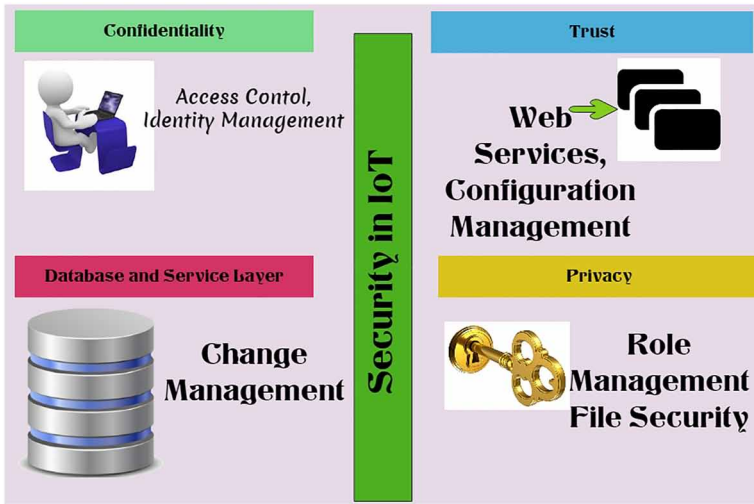 Confidentiality
Access Contol,
Identity Management
Database and Service Layer
Change
Management
Security in IoT
Trust
Web
Services,
Configuration
Management
Privacy
Role
Management
File Security